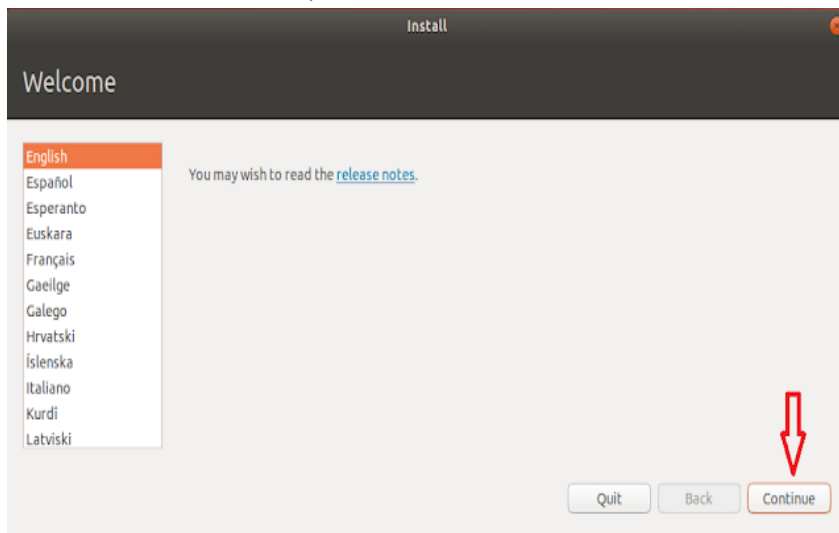 Install
Welcome
English
Español
Esperanto
Euskara
Français
Gaeilge
Galego
Hrvatski
Íslenska
Italiano
Kurdî
Latviski
You may wish to read the release notes.
Quit
Back
Continue